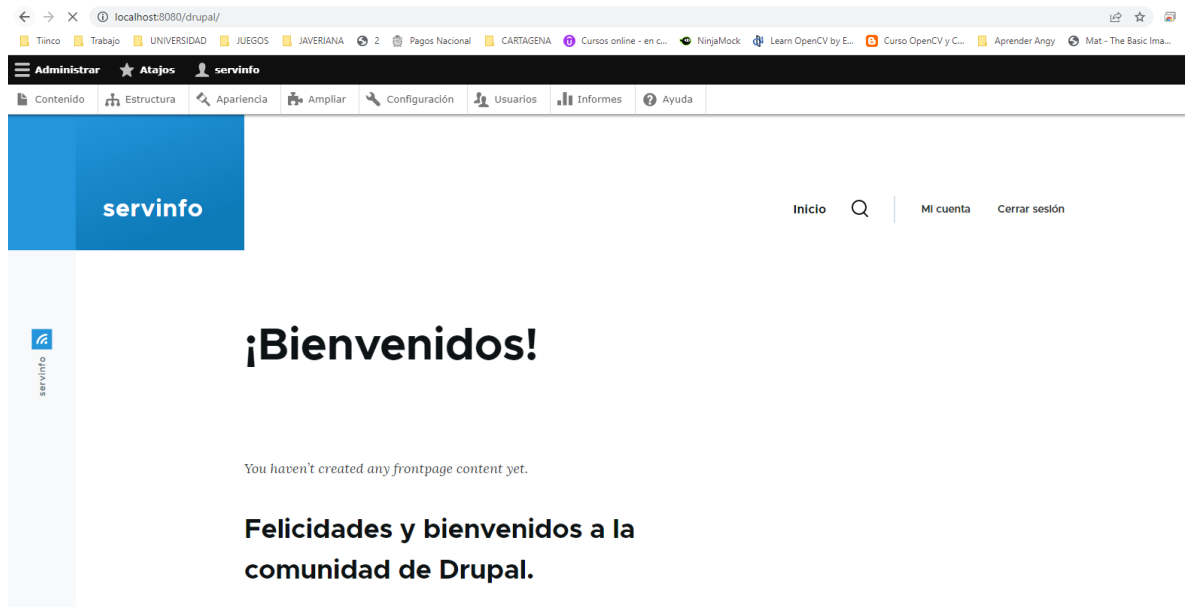 localhost:8080/drupal/
Tiinco Trabajo UNIVERSIDAD JUEGOS JAVERIANA 2 Pagos Nacional CARTAGENA Cursos online - en c... NinjaMock Learn OpenCV by E... Curso OpenCV y C... Aprender Angy Mat - The Basic Ima...
Administrar Atajos servinfo
Contenido Estructura Apariencia Ampliar Configuración Usuarios Informes Ayuda
servinfo
Inicio Mi cuenta Cerrar sesión
servinfo
¡Bienvenidos!
You haven't created any frontpage content yet.
Felicidades y bienvenidos a la
comunidad de Drupal.